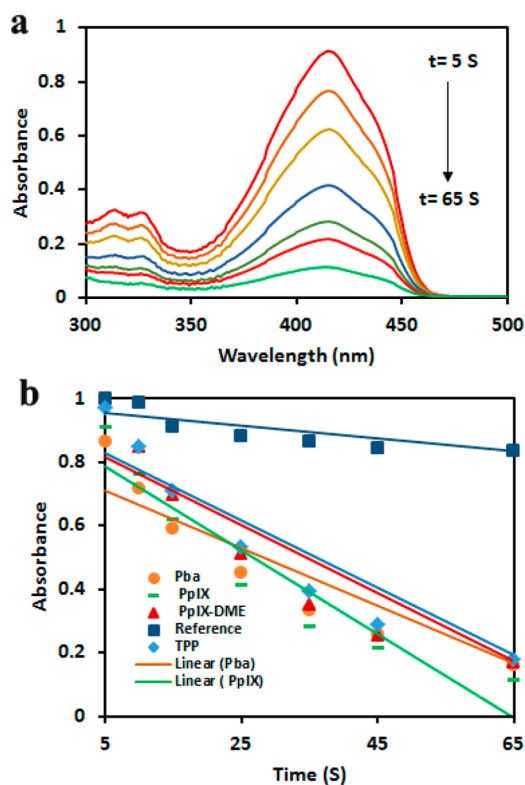 a
1
0.8
0.6
0.4
0.2
0
Absorbance
t= 5 S
t= 65 S
300 350 400 450 500
Wavelength (nm)
b
1
0.8
0.6
0.4
0.2
0
Absorbance
Pba
PpIX
PpIX-DME
Reference
TPP
Linear (Pba)
Linear ( PpIX)
5 25 45 65
Time (S)